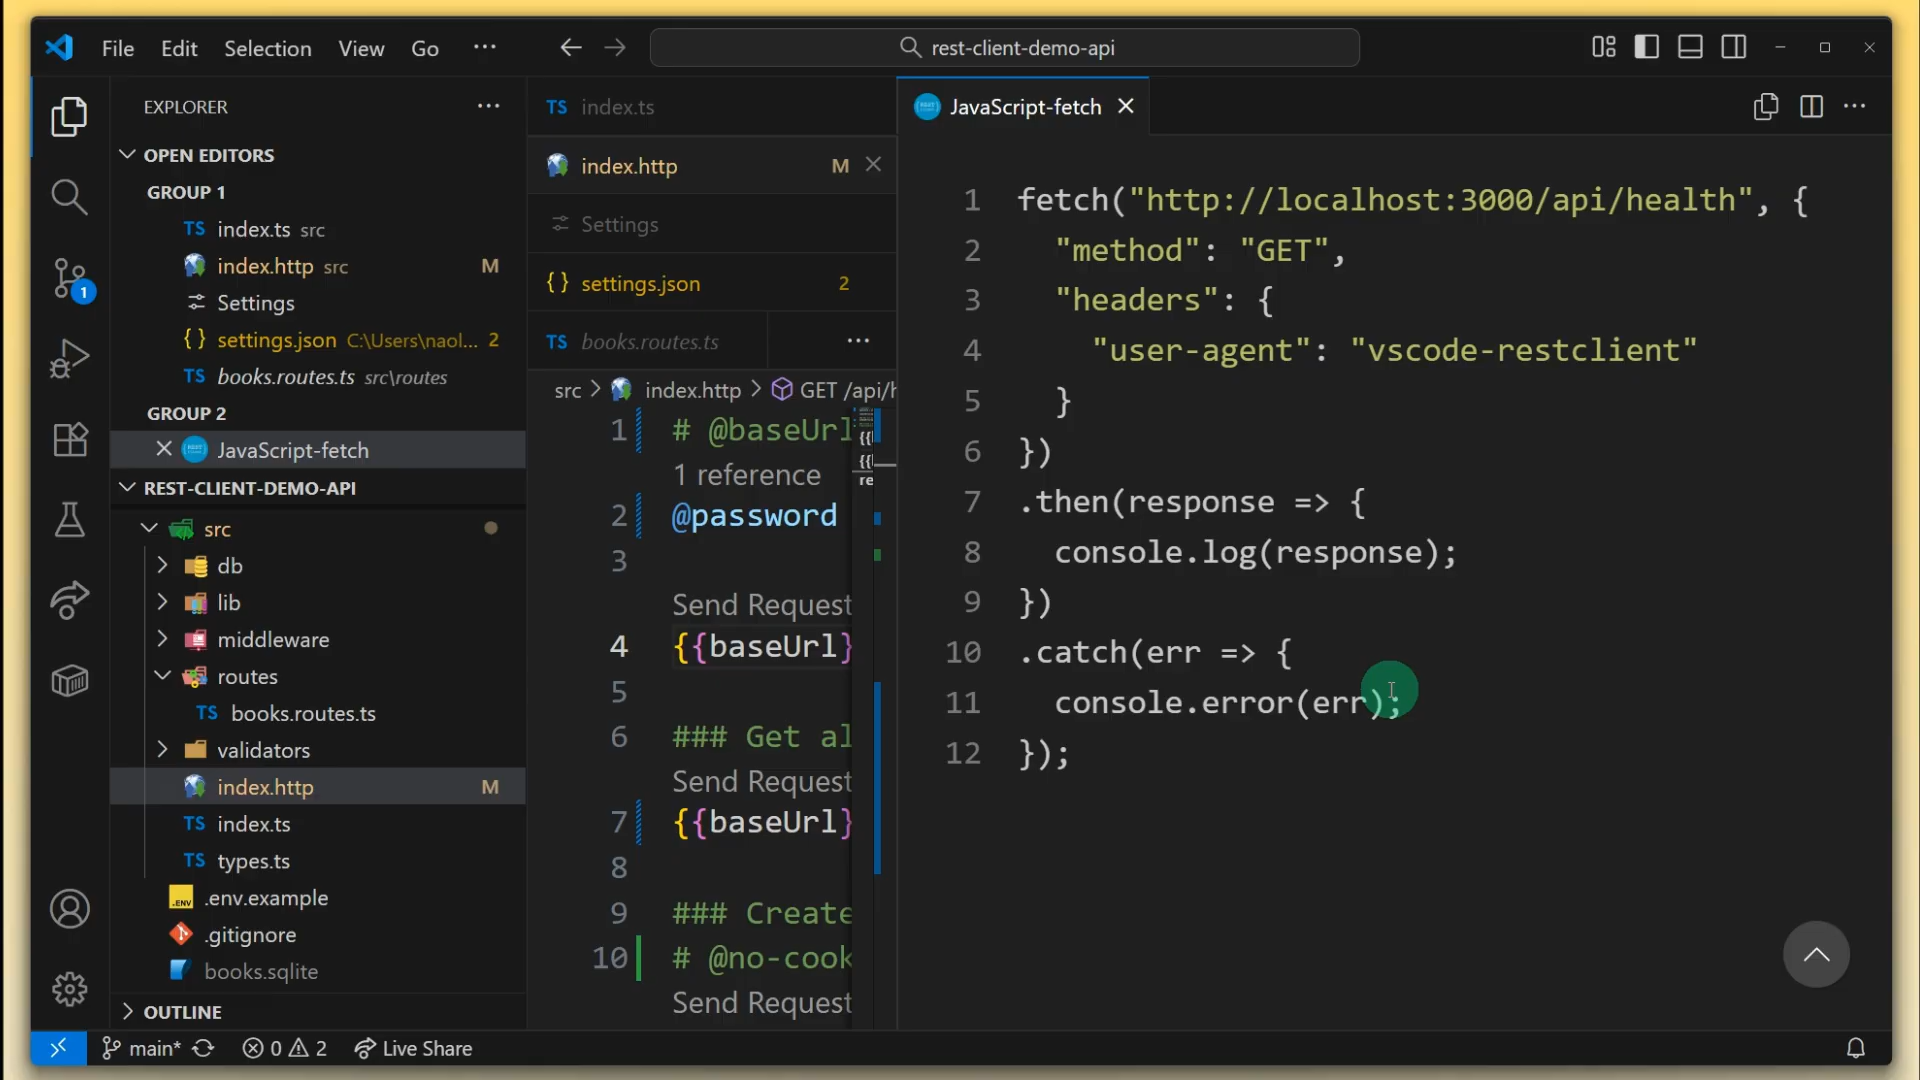 File Edit Selection View Go ···
rest-client-demo-api
EXPLORER
OPEN EDITORS
GROUP 1
TS index.ts src
index.http src M
Settings
{} settings.json C:\Users\naol... 2
TS books.routes.ts src\routes
GROUP 2
JavaScript-fetch
REST-CLIENT-DEMO-API
src
db
lib
middleware
routes
TS books.routes.ts
validators
index.http M
TS index.ts
TS types.ts
.env.example
.gitignore
books.sqlite
OUTLINE
TS index.ts
index.http M
Settings
{} settings.json 2
TS books.routes.ts
src > index.http > GET /api/h
1 # @baseUrl
1 reference
2 @password
3
Send Request
4 {{baseUrl}
5
6 ### Get al
Send Request
7 {{baseUrl}
8
9 ### Create
10 # @no-cook
Send Request
JavaScript-fetch
1 fetch("http://localhost:3000/api/health", {
2 "method": "GET",
3 "headers": {
4 "user-agent": "vscode-restclient"
5 }
6 })
7 .then(response => {
8 console.log(response);
9 })
10 .catch(err => {
11 console.error(err);
12 });
1
main* 0 2 Live Share